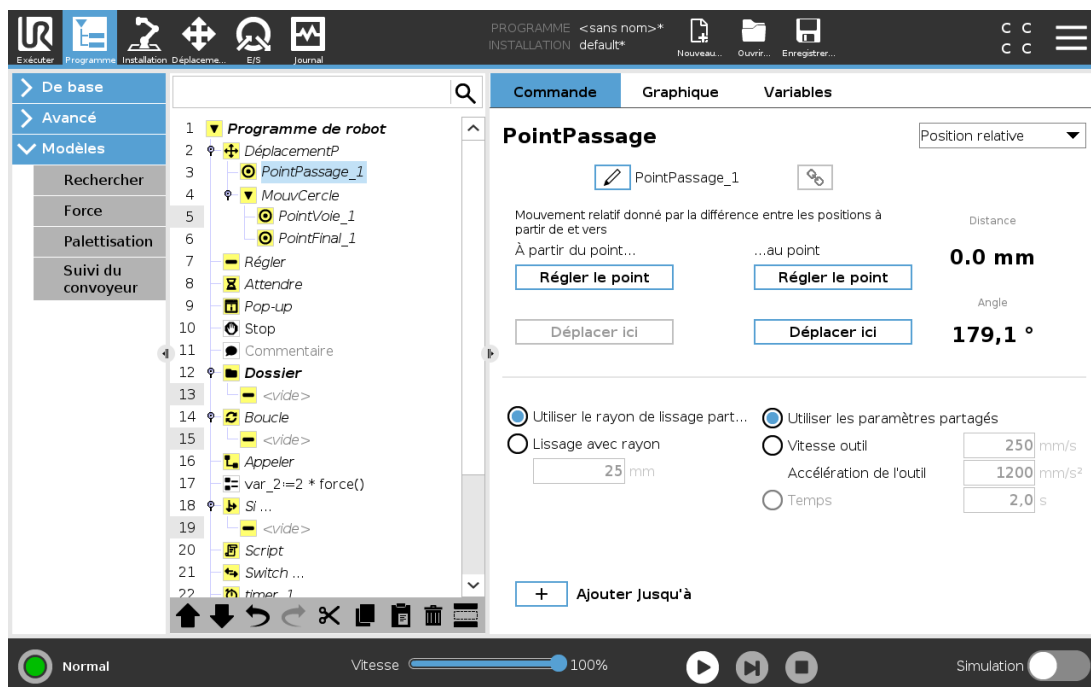 PROGRAMME <sans nom>*
INSTALLATION default*
UR
Exécuter
Programme
Installation
Déplaceme...
E/S
Journal
Nouveau...
Ouvrir...
Enregistrer...
C C
C C
De base
Avancé
Modèles
Rechercher
Force
Palettisation
Suivi du
convoyeur
1 Programme de robot
2 DéplacementP
3 PointPassage_1
4 MouvCercle
5 PointVoie_1
6 PointFinal_1
7 Régler
8 Attendre
9 Pop-up
10 Stop
11 Commentaire
12 Dossier
13 <vide>
14 Boucle
15 <vide>
16 Appeler
17 var_2:=2 * force()
18 Si ...
19 <vide>
20 Script
21 Switch ...
22 timer_1
Commande
Graphique
Variables
PointPassage
Position relative
PointPassage_1
Mouvement relatif donné par la différence entre les positions à
partir de et vers
À partir du point...
...au point
Régler le point
Régler le point
Déplacer ici
Déplacer ici
Distance
0.0 mm
Angle
179,1 °
Utiliser le rayon de lissage part...
Lissage avec rayon
25 mm
Utiliser les paramètres partagés
Vitesse outil 250 mm/s
Accélération de l'outil 1200 mm/s²
Temps 2,0 s
+ Ajouter Jusqu'à
Normal
Vitesse 100%
Simulation